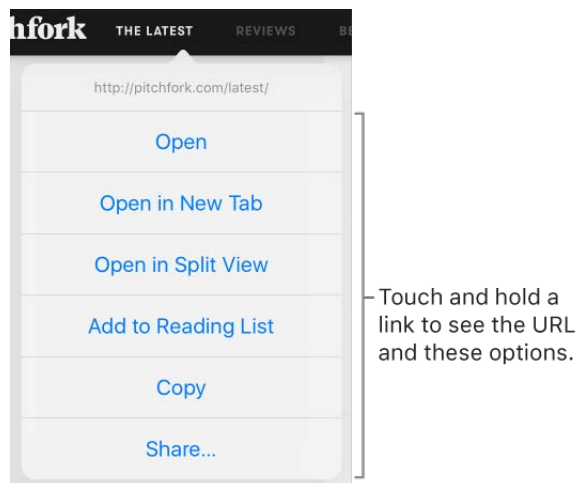 hfork THE LATEST REVIEWS
http://pitchfork.com/latest/
Open
Open in New Tab
Open in Split View
Add to Reading List
Copy
Share...
Touch and hold a
link to see the URL
and these options.